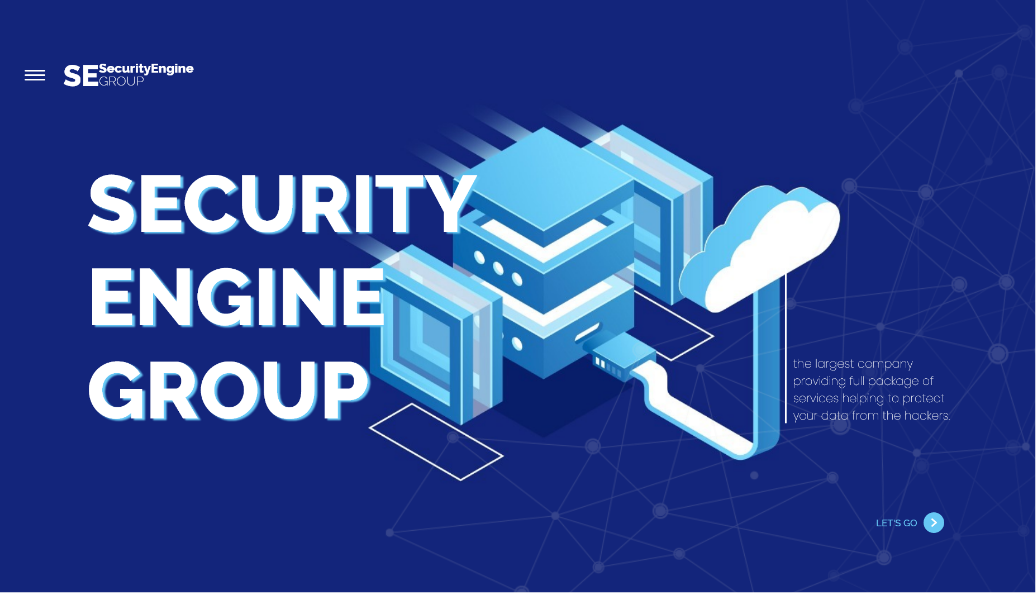 SE SecurityEngine
GROUP
SECURITY
ENGINE
GROUP
the largest company
providing full package of
services helping to protect
your data from the hackers.
LET'S GO